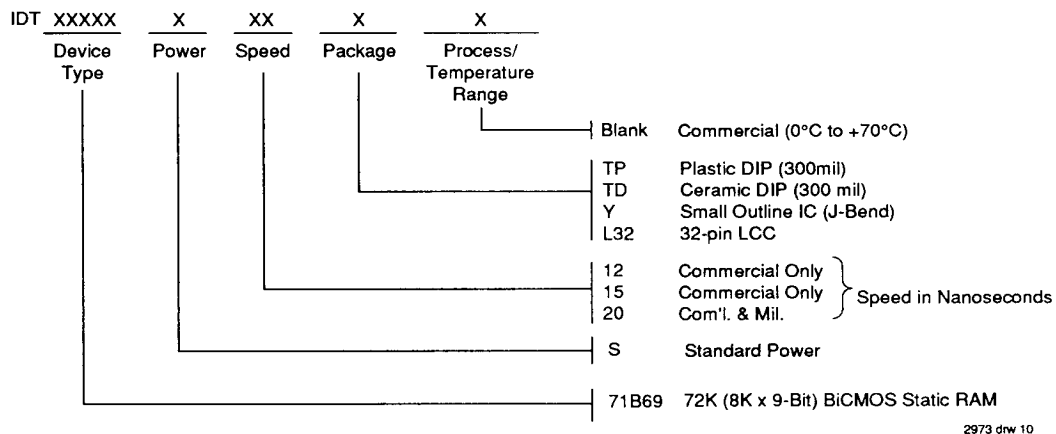 IDT XXXXX X XX X X
Device Type
Power
Speed
Package
Process/ Temperature Range
Blank Commercial (0°C to +70°C)
TP Plastic DIP (300mil)
TD Ceramic DIP (300 mil)
Y Small Outline IC (J-Bend)
L32 32-pin LCC
12 Commercial Only
15 Commercial Only
20 Com'l. & Mil.
Speed in Nanoseconds
S Standard Power
71B69 72K (8K x 9-Bit) BiCMOS Static RAM
2973 drw 10